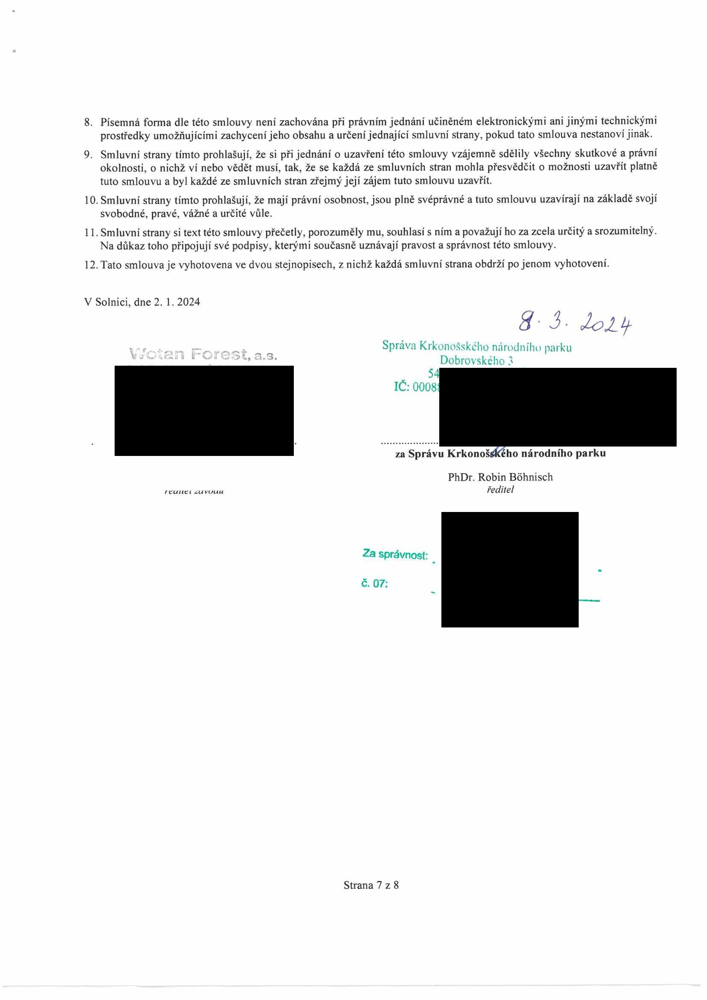 8. Písemná forma dle této smlouvy není zachována při právním jednání učiněném elektronickými ani jinými technickými
prostředky umožňujícími zachycení jeho obsahu a určení jednající smluvní strany, pokud tato smlouva nestanoví jinak.
9. Smluvní strany tímto prohlašují, že si při jednání o uzavření této smlouvy vzájemně sdělily všechny skutkové a právní
okolnosti, o nichž ví nebo vědět musí, tak, že se každá ze smluvních stran mohla přesvědčit o možnosti uzavřít platně
tuto smlouvu a byl každé ze smluvních stran zřejmý její zájem tuto smlouvu uzavřít.
10. Smluvní strany tímto prohlašují, že mají právní osobnost, jsou plně svéprávné a tuto smlouvu uzavírají na základě svojí
svobodné, pravé, vážné a určité vůle.
11. Smluvní strany si text této smlouvy přečetly, porozuměly mu, souhlasí s ním a považují ho za zcela určitý a srozumitelný.
Na důkaz toho připojují své podpisy, kterými současně uznávají pravost a správnost této smlouvy.
12. Tato smlouva je vyhotovena ve dvou stejnopisech, z nichž každá smluvní strana obdrží po jenom vyhotovení.
V Solnici, dne 2. 1. 2024
8. 3. 2024
Wotan Forest, a.s.
Správa Krkonošského národního parku
Dobrovského 3
54
IČ: 0008
za Správu Krkonošského národního parku
PhDr. Robin Böhnisch
ředitel
ředitel závodu
Za správnost:
č. 07:
Strana 7 z 8